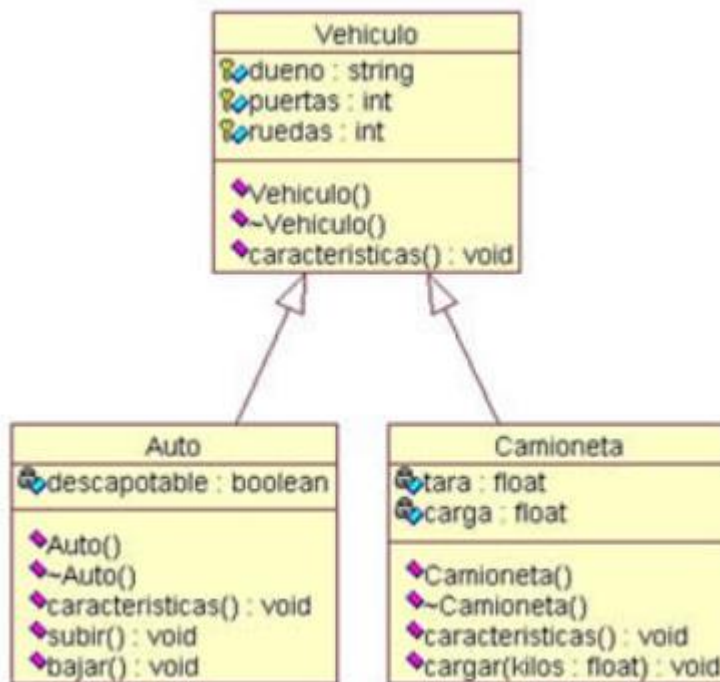 Vehiculo
dueno : string
puertas : int
ruedas : int
Vehiculo()
~Vehiculo()
caracteristicas() : void
Auto
descapotable : boolean
Auto()
~Auto()
caracteristicas() : void
subir() : void
bajar() : void
Camioneta
tara : float
carga : float
Camioneta()
~Camioneta()
caracteristicas() : void
cargar(kilos : float) : void